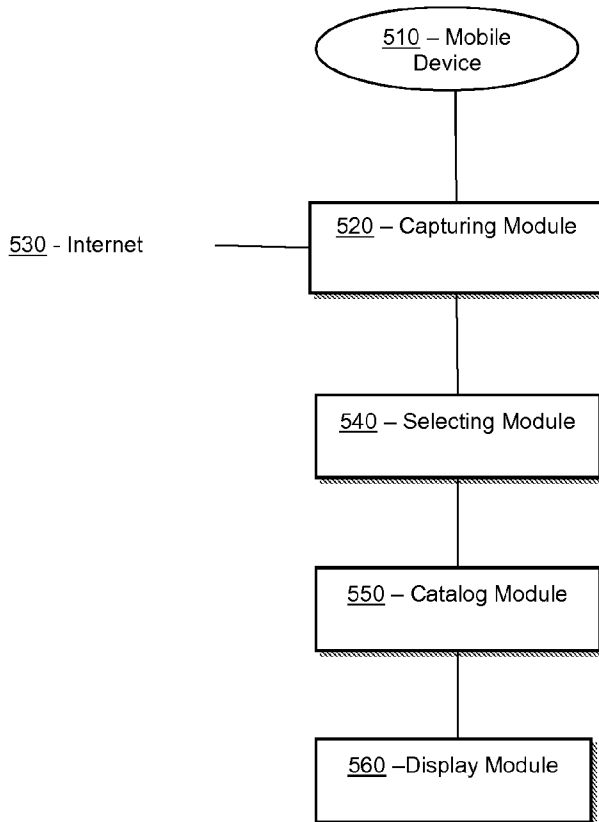 510 – Mobile
Device
520 – Capturing Module
530 - Internet
540 – Selecting Module
550 – Catalog Module
560 –Display Module